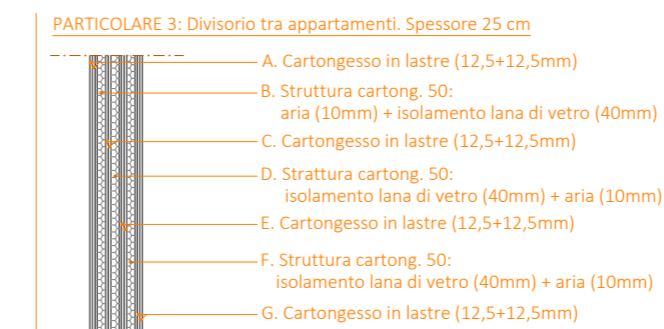 PARTICOLARE 3: Divisorio tra appartamenti. Spessore 25 cm
A. Cartongesso in lastre (12,5+12,5mm)
B. Struttura cartong. 50:
aria (10mm) + isolamento lana di vetro (40mm)
C. Cartongesso in lastre (12,5+12,5mm)
D. Strattura cartong. 50:
isolamento lana di vetro (40mm) + aria (10mm)
E. Cartongesso in lastre (12,5+12,5mm)
F. Struttura cartong. 50:
isolamento lana di vetro (40mm) + aria (10mm)
G. Cartongesso in lastre (12,5+12,5mm)